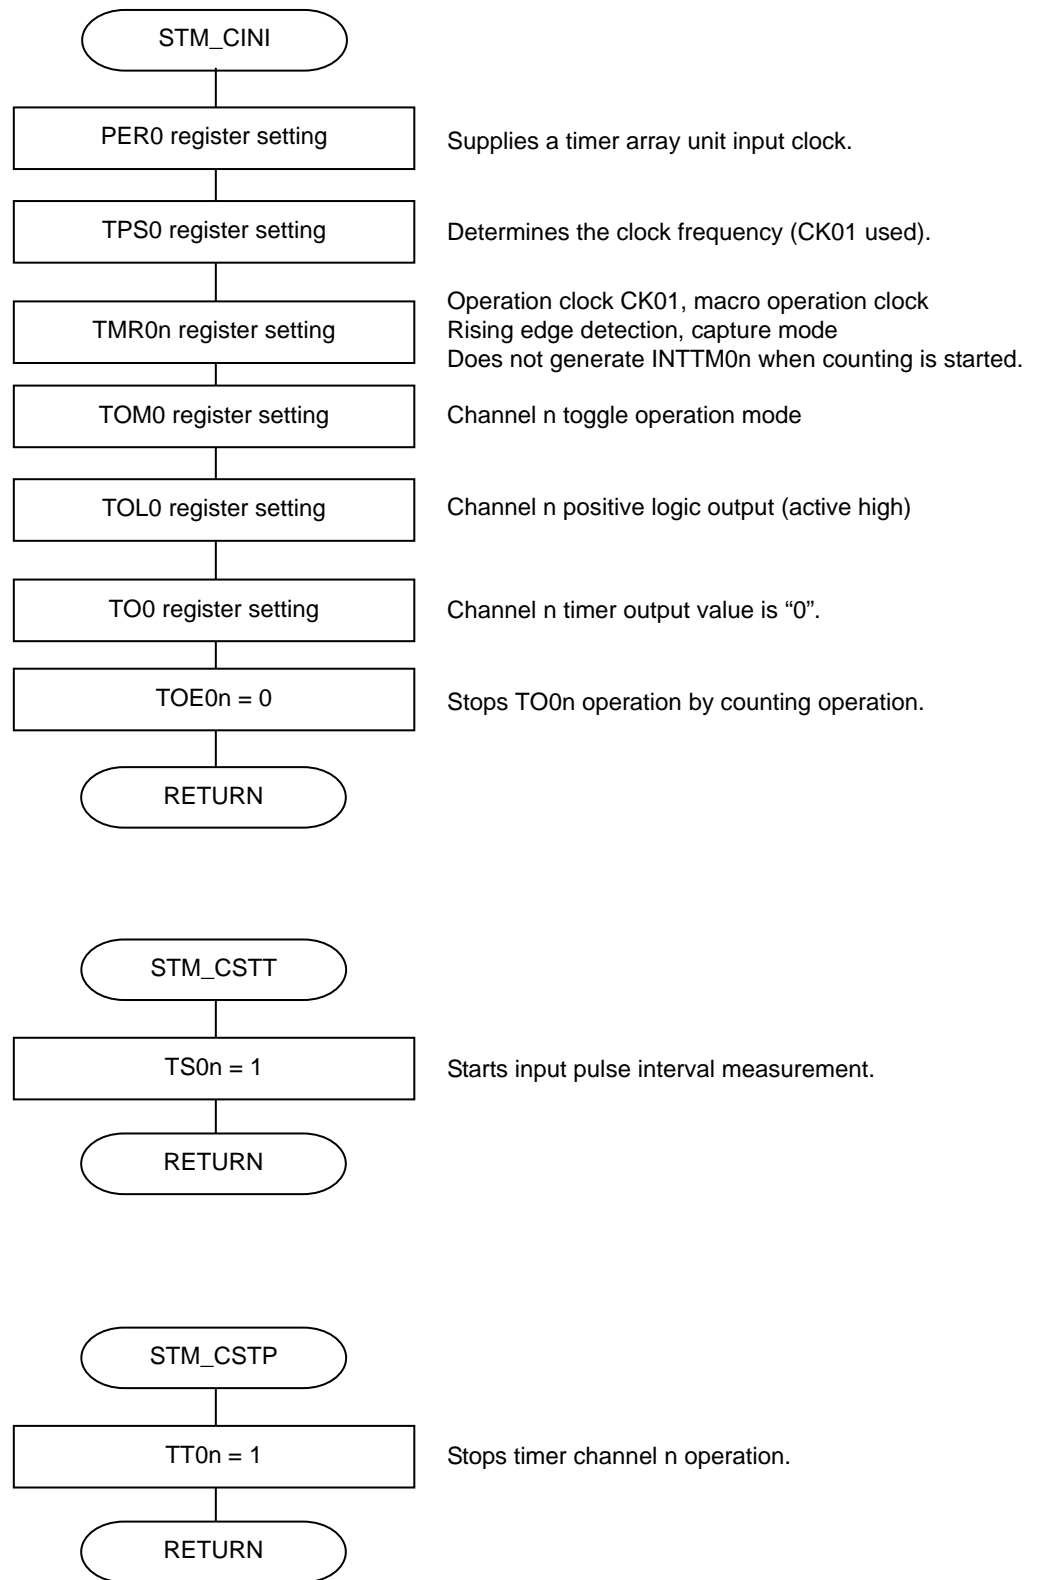 STM_CINI
PER0 register setting
Supplies a timer array unit input clock.
TPS0 register setting
Determines the clock frequency (CK01 used).
TMR0n register setting
Operation clock CK01, macro operation clock
Rising edge detection, capture mode
Does not generate INTTM0n when counting is started.
TOM0 register setting
Channel n toggle operation mode
TOL0 register setting
Channel n positive logic output (active high)
TO0 register setting
Channel n timer output value is “0”.
TOE0n = 0
Stops TO0n operation by counting operation.
RETURN
STM_CSTT
TS0n = 1
Starts input pulse interval measurement.
RETURN
STM_CSTP
TT0n = 1
Stops timer channel n operation.
RETURN